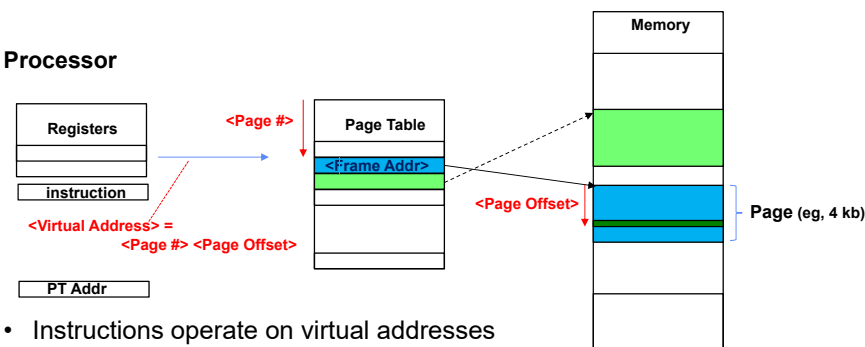 Memory
Processor
Registers
<Page #>
Page Table
<Frame Addr>
instruction
<Page Offset>
Page (eg, 4 kb)
<Virtual Address> =
<Page #> <Page Offset>
PT Addr
• Instructions operate on virtual addresses